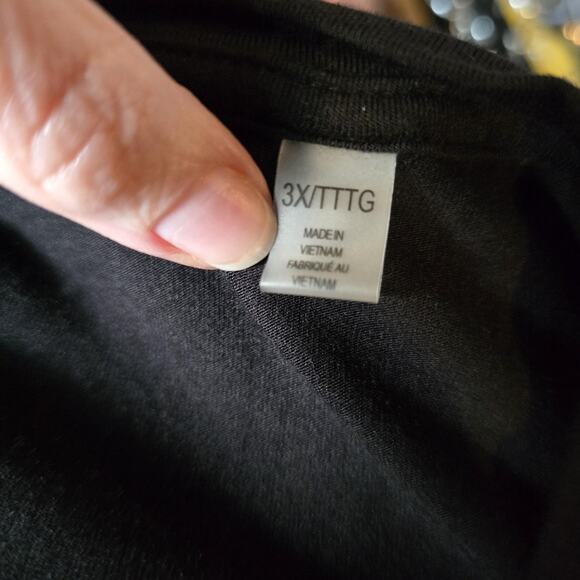 3X/TTTG
MADE IN
VIETNAM
FABRIQUÉ AU
VIETNAM